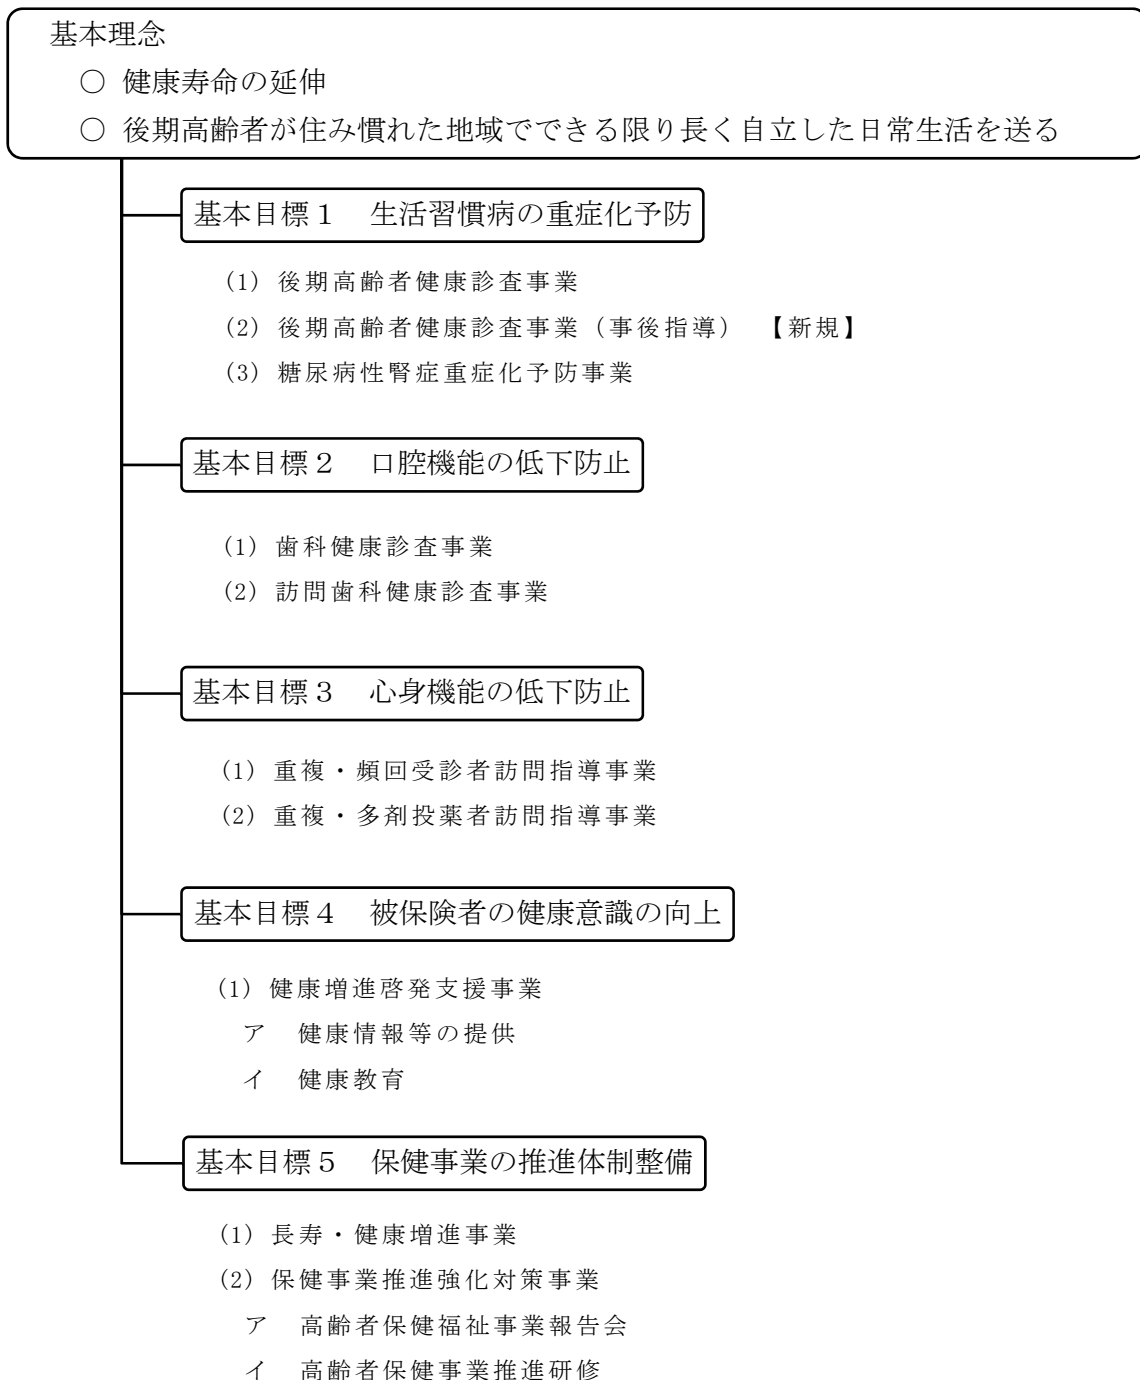 基本理念
○ 健康寿命の延伸
○ 後期高齢者が住み慣れた地域でできる限り長く自立した日常生活を送る
基本目標１　生活習慣病の重症化予防
(1) 後期高齢者健康診査事業
(2) 後期高齢者健康診査事業（事後指導）　【新規】
(3) 糖尿病性腎症重症化予防事業
基本目標２　口腔機能の低下防止
(1) 歯科健康診査事業
(2) 訪問歯科健康診査事業
基本目標３　心身機能の低下防止
(1) 重複・頻回受診者訪問指導事業
(2) 重複・多剤投薬者訪問指導事業
基本目標４　被保険者の健康意識の向上
(1) 健康増進啓発支援事業
ア　健康情報等の提供
イ　健康教育
基本目標５　保健事業の推進体制整備
(1) 長寿・健康増進事業
(2) 保健事業推進強化対策事業
ア　高齢者保健福祉事業報告会
イ　高齢者保健事業推進研修